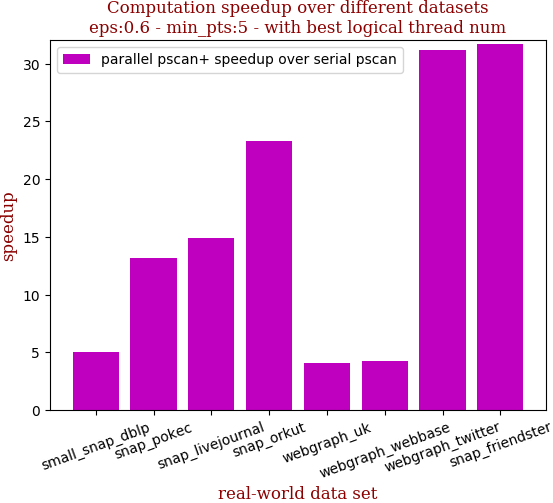 Computation speedup over different datasets
eps:0.6 - min_pts:5 - with best logical thread num
parallel pscan+ speedup over serial pscan
speedup
30
25
20
15
10
5
0
small_snap_dblp
snap_pokec
snap_livejournal
snap_orkut
webgraph_uk
webgraph_webbase
webgraph_twitter
snap_friendster
real-world data set